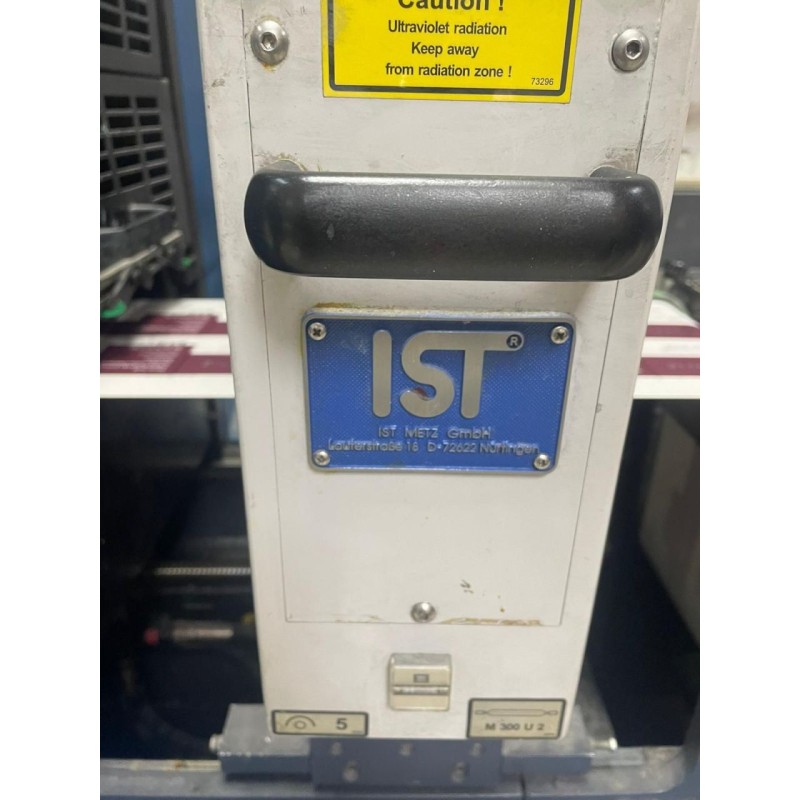 Caution !
Ultraviolet radiation
Keep away
from radiation zone !
73296
IST®
IST METZ GmbH
Lauterstraße 18 D-72622 Nürtingen
5
M 300 U 2